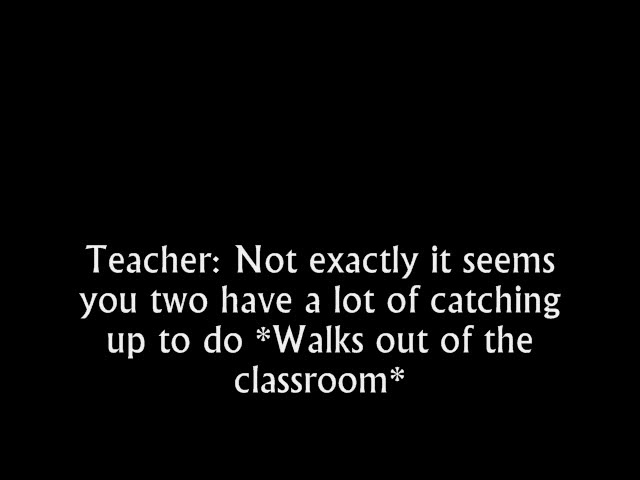 Teacher: Not exactly it seems
you two have a lot of catching
up to do *Walks out of the
classroom*